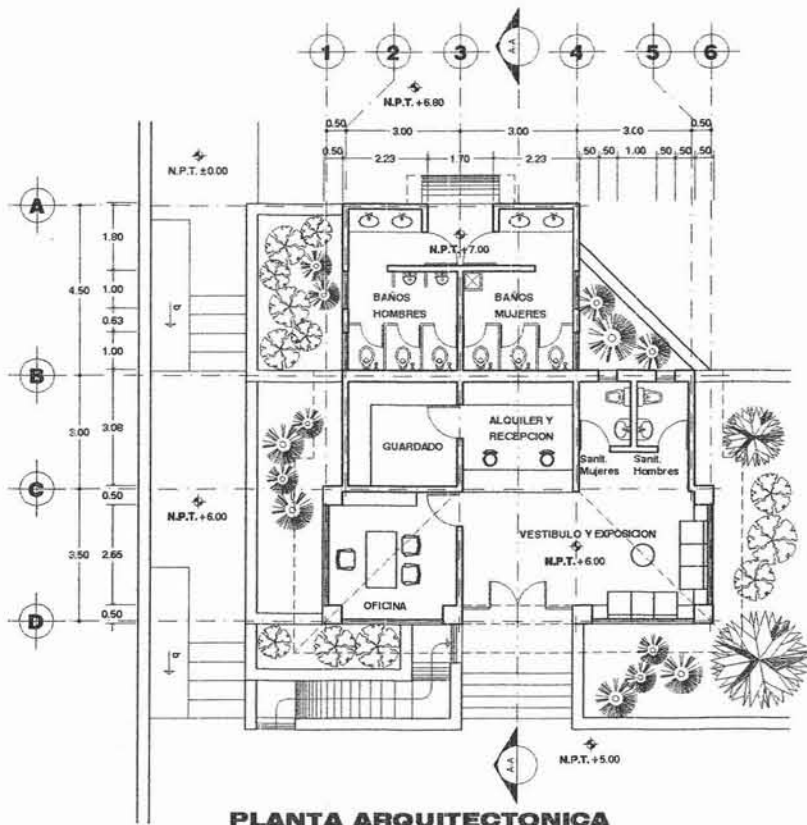 1 2 3 A-A 4 5 6
N.P.T. +6.80
0.50 3.00 3.00 3.00 0.50
0.50 2.23 1.70 2.23 .50 .50 1.00 .50 .50 .50
N.P.T. ±0.00
A
1.80
N.P.T. +7.00
4.50
1.00
BAÑOS HOMBRES
BAÑOS MUJERES
0.63
1.00
B
3.00
3.08
GUARDADO
ALQUILER Y RECEPCION
Sanit. Mujeres
Sanit. Hombres
C
0.50
N.P.T. +6.00
VESTIBULO Y EXPOSICION
N.P.T. +6.00
3.50
2.65
OFICINA
0.50
D
b
b
N.P.T. +5.00
A-A
PLANTA ARQUITECTONICA